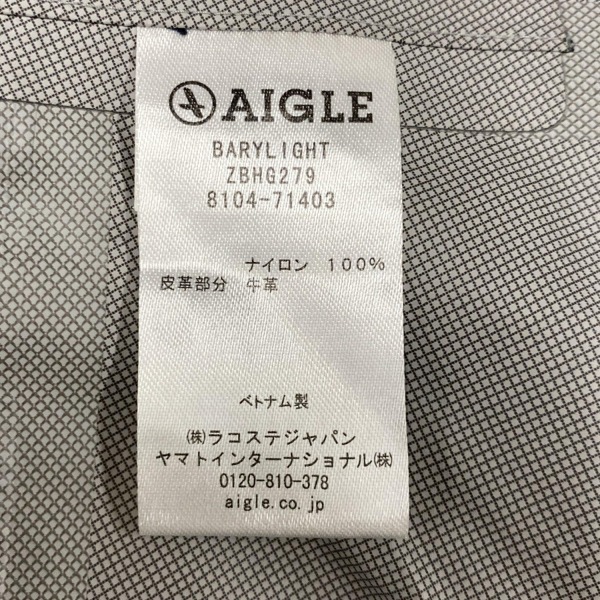 AIGLE
BARYLIGHT
ZBHG279
8104-71403
ナイロン 100%
皮革部分 牛革
ベトナム製
㈱ラコステジャパン
ヤマトインターナショナル㈱
0120-810-378
aigle.co.jp